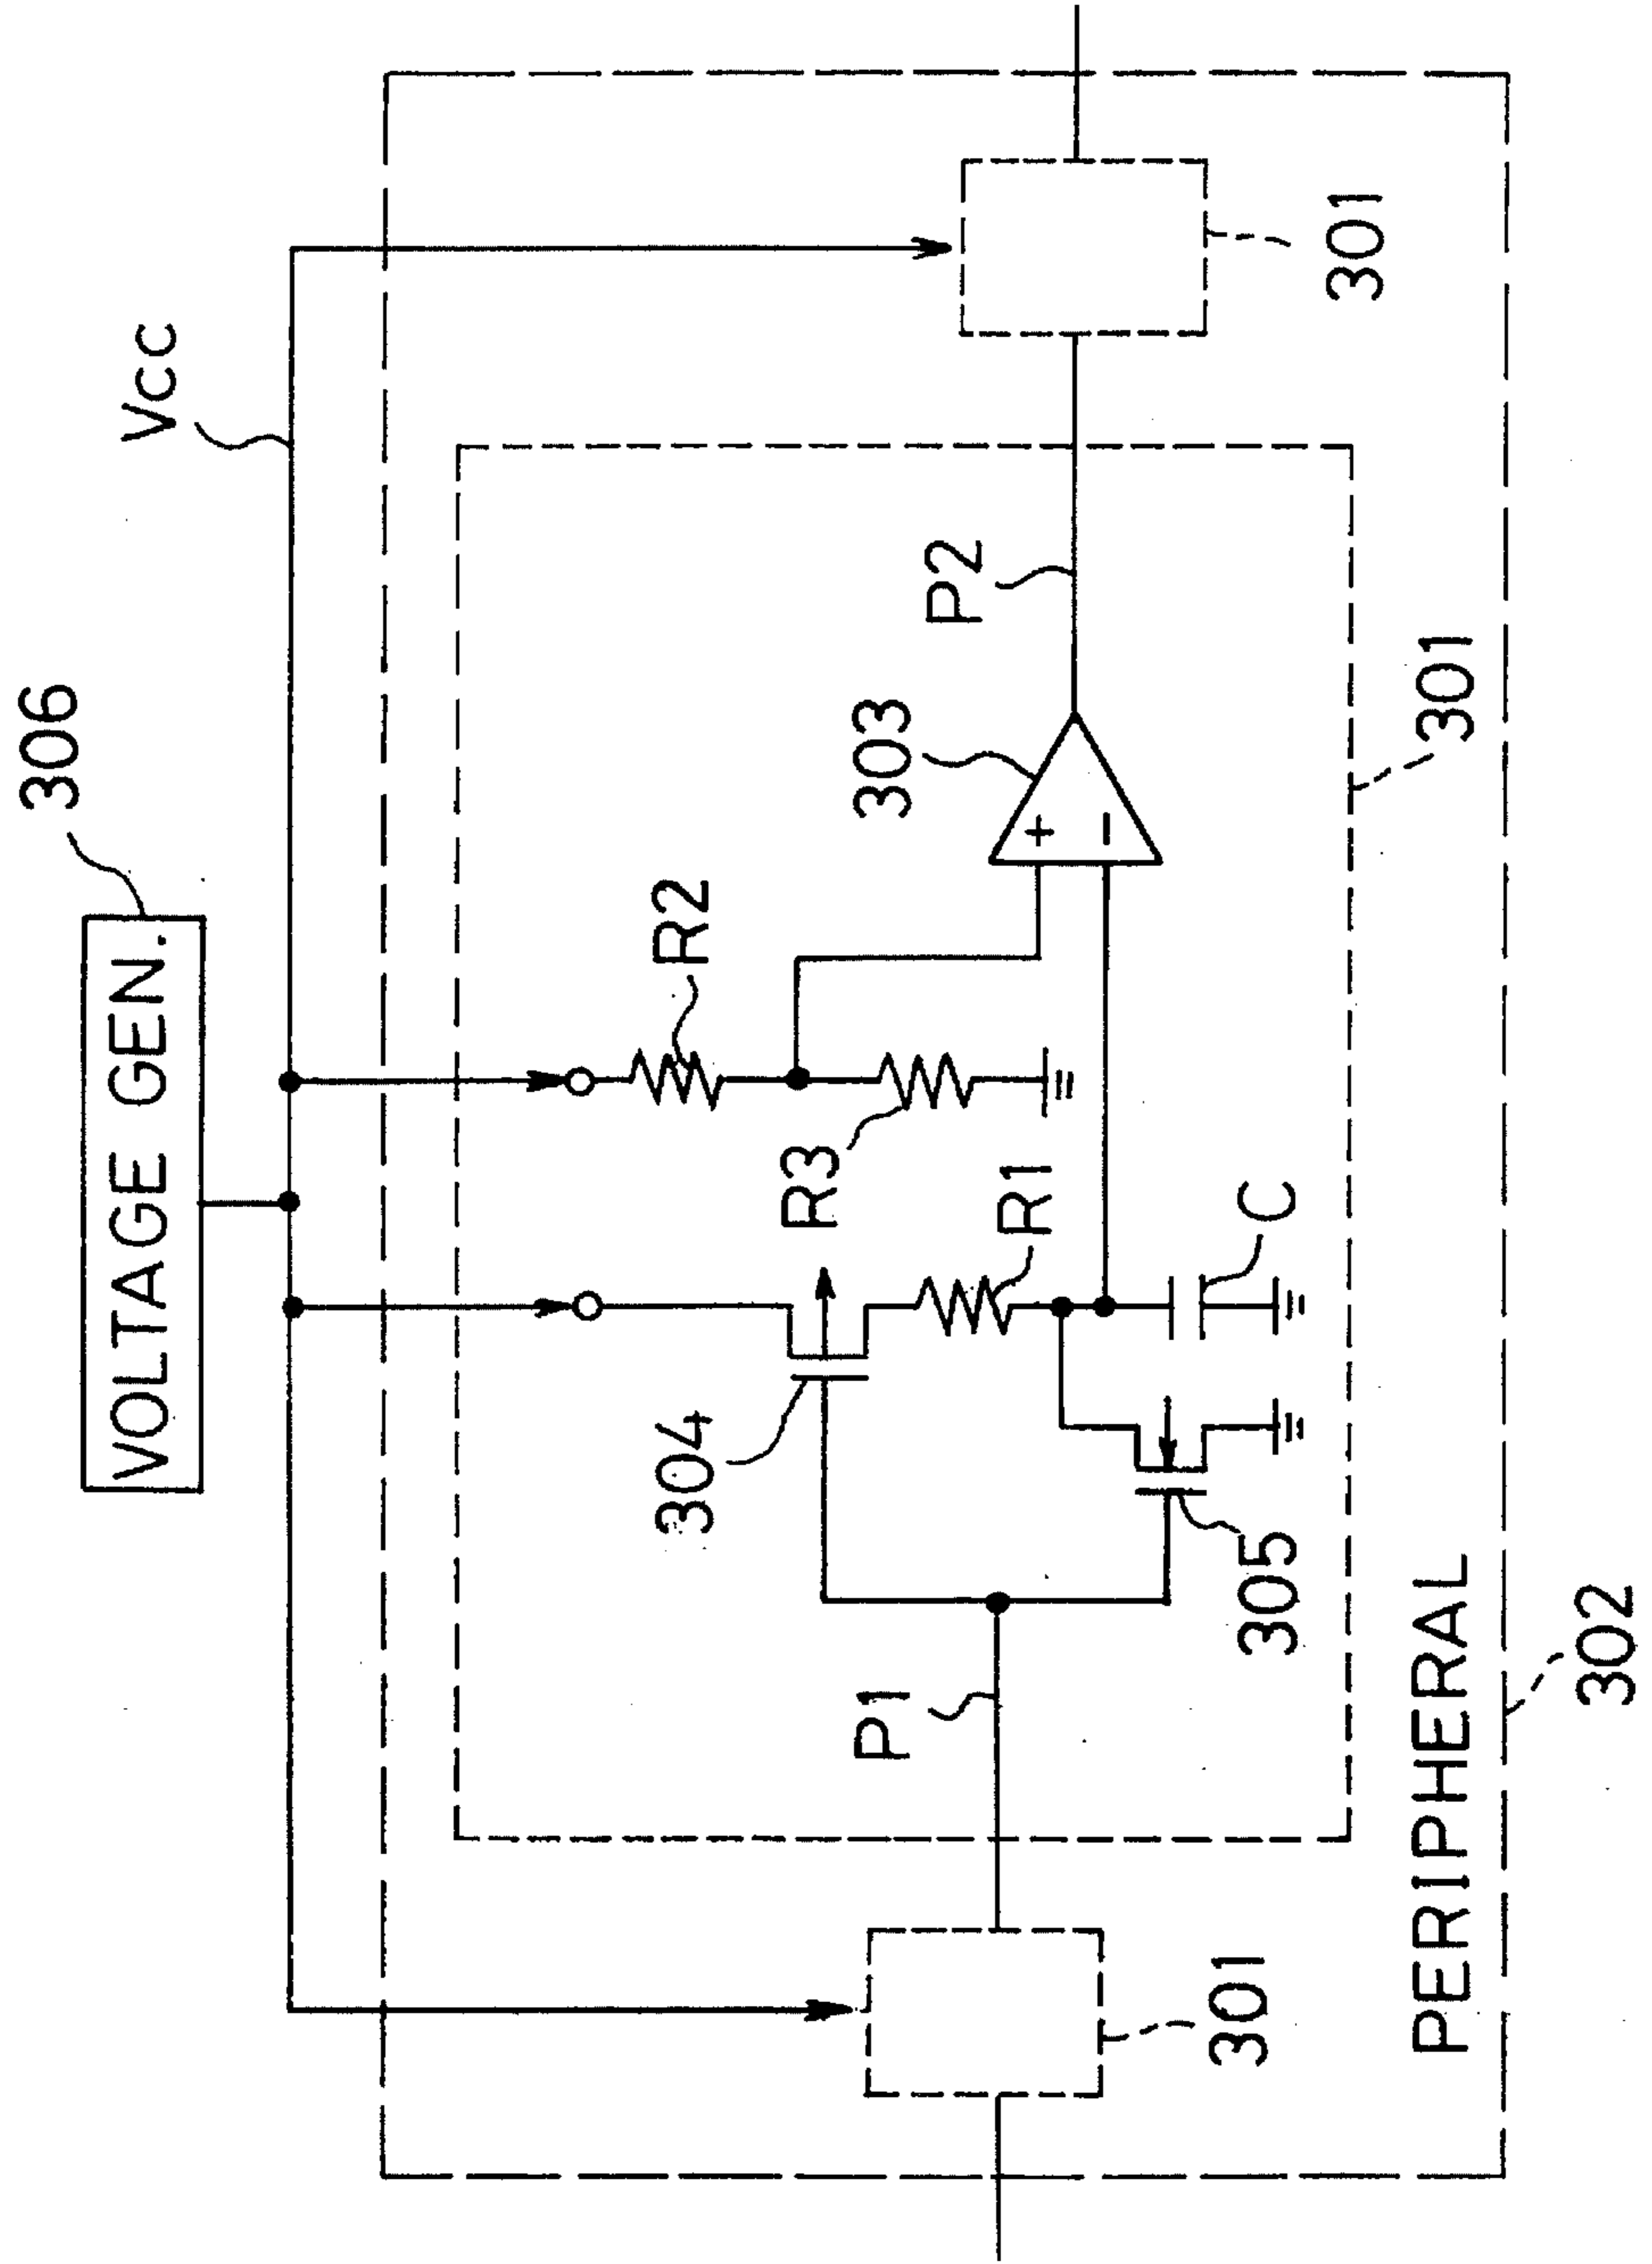 306
VOLTAGE GEN.
Vcc
304
R2
R3
303
R1
P2
P1
305
C
301
301
301
PERIPHERAL
302